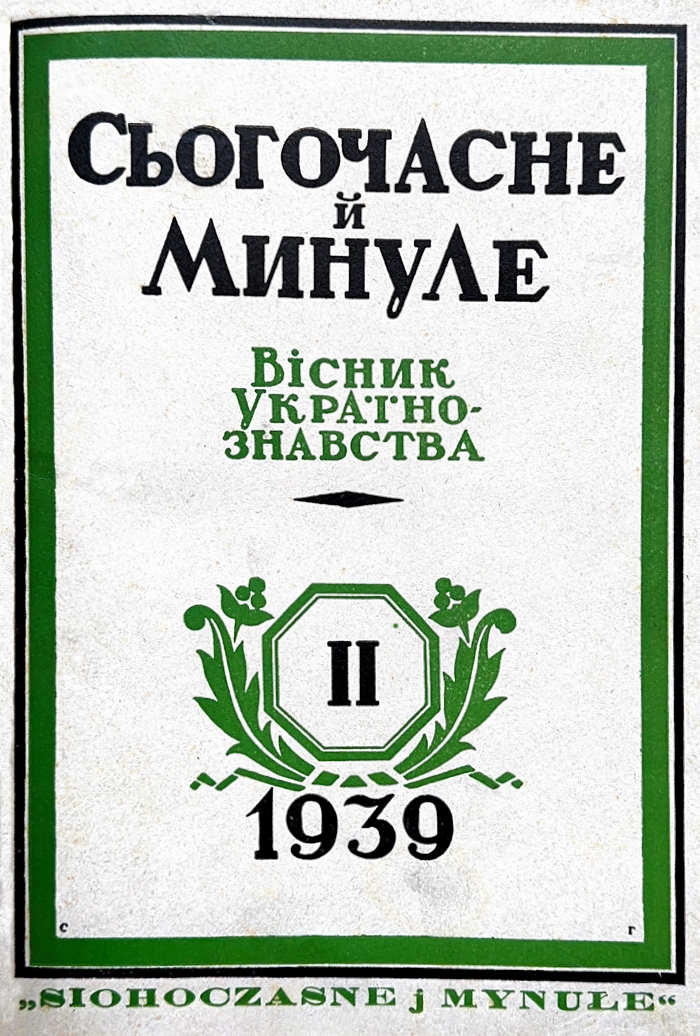 Сьогочасне
й
Минуле
Вісник
Україно-
знавства
II
1939
с г
„SIOHOCZASNE j MYNUŁE“